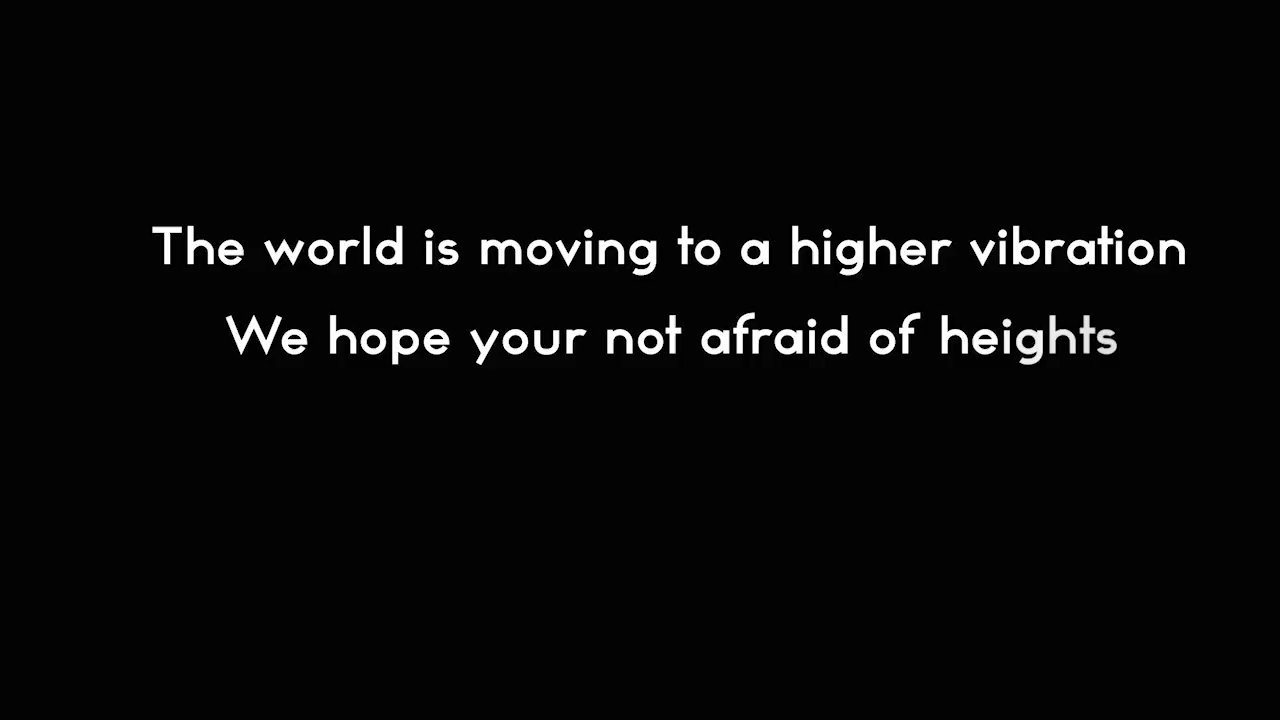 The world is moving to a higher vibration
We hope your not afraid of heights